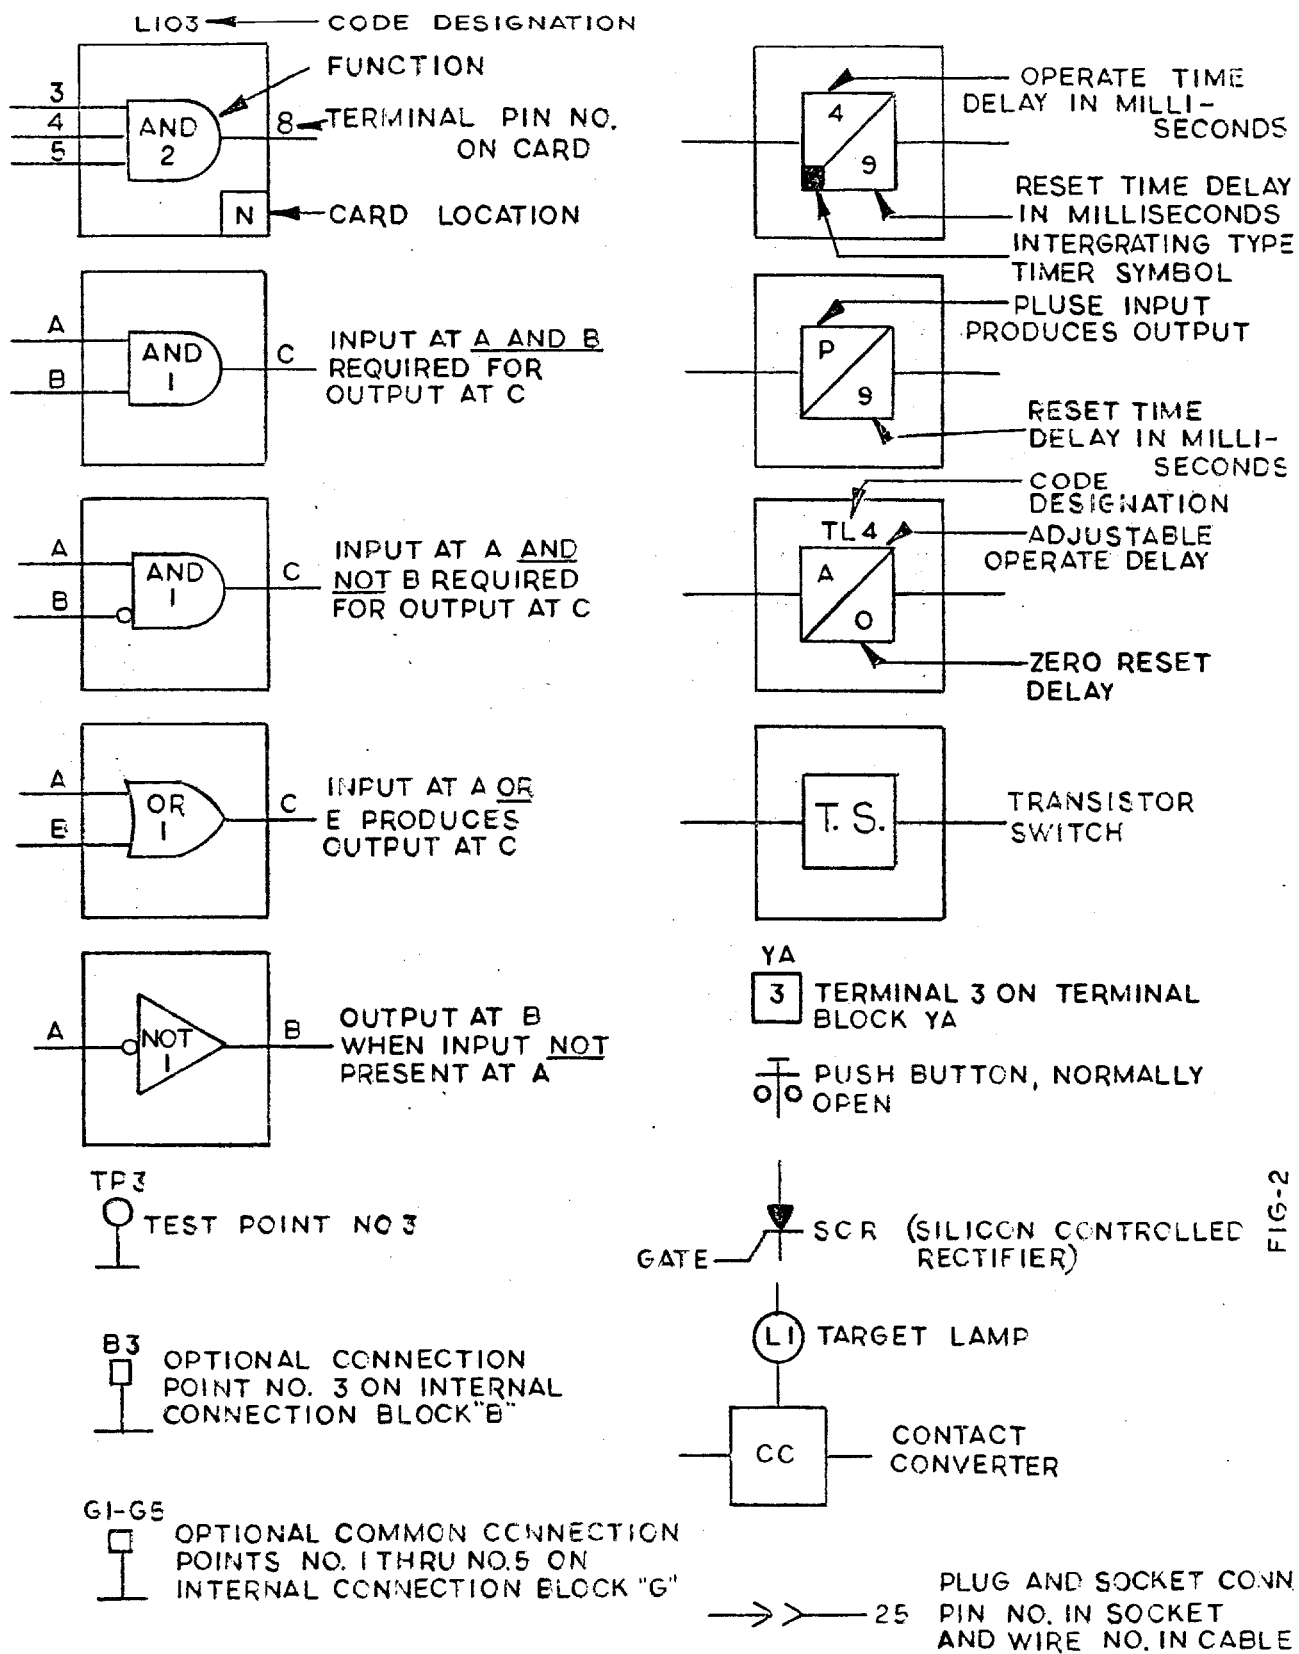 L103
CODE DESIGNATION
FUNCTION
3
4
5
AND
2
8
TERMINAL PIN NO.
ON CARD
N
CARD LOCATION
A
B
AND
1
C
INPUT AT A AND B
REQUIRED FOR
OUTPUT AT C
A
B
AND
1
C
INPUT AT A AND
NOT B REQUIRED
FOR OUTPUT AT C
A
B
OR
1
C
INPUT AT A OR
PRODUCES
OUTPUT AT C
A
NOT
1
B
OUTPUT AT B
WHEN INPUT NOT
PRESENT AT A
TP3
TEST POINT NO 3
B3
OPTIONAL CONNECTION
POINT NO. 3 ON INTERNAL
CONNECTION BLOCK "B"
G1-G5
OPTIONAL COMMON CONNECTION
POINTS NO. 1 THRU NO.5 ON
INTERNAL CONNECTION BLOCK "G"
4
9
OPERATE TIME
DELAY IN MILLI-
SECONDS
RESET TIME DELAY
IN MILLISECONDS
INTERGRATING TYPE
TIMER SYMBOL
P
9
PLUSE INPUT
PRODUCES OUTPUT
RESET TIME
DELAY IN MILLI-
SECONDS
CODE
DESIGNATION
TL4
A
0
ADJUSTABLE
OPERATE DELAY
ZERO RESET
DELAY
T. S.
TRANSISTOR
SWITCH
YA
3
TERMINAL 3 ON TERMINAL
BLOCK YA
PUSH BUTTON, NORMALLY
OPEN
SCR (SILICON CONTROLLED
RECTIFIER)
GATE
L1
TARGET LAMP
CC
CONTACT
CONVERTER
25
PLUG AND SOCKET CONN
PIN NO. IN SOCKET
AND WIRE NO. IN CABLE
FIG-2